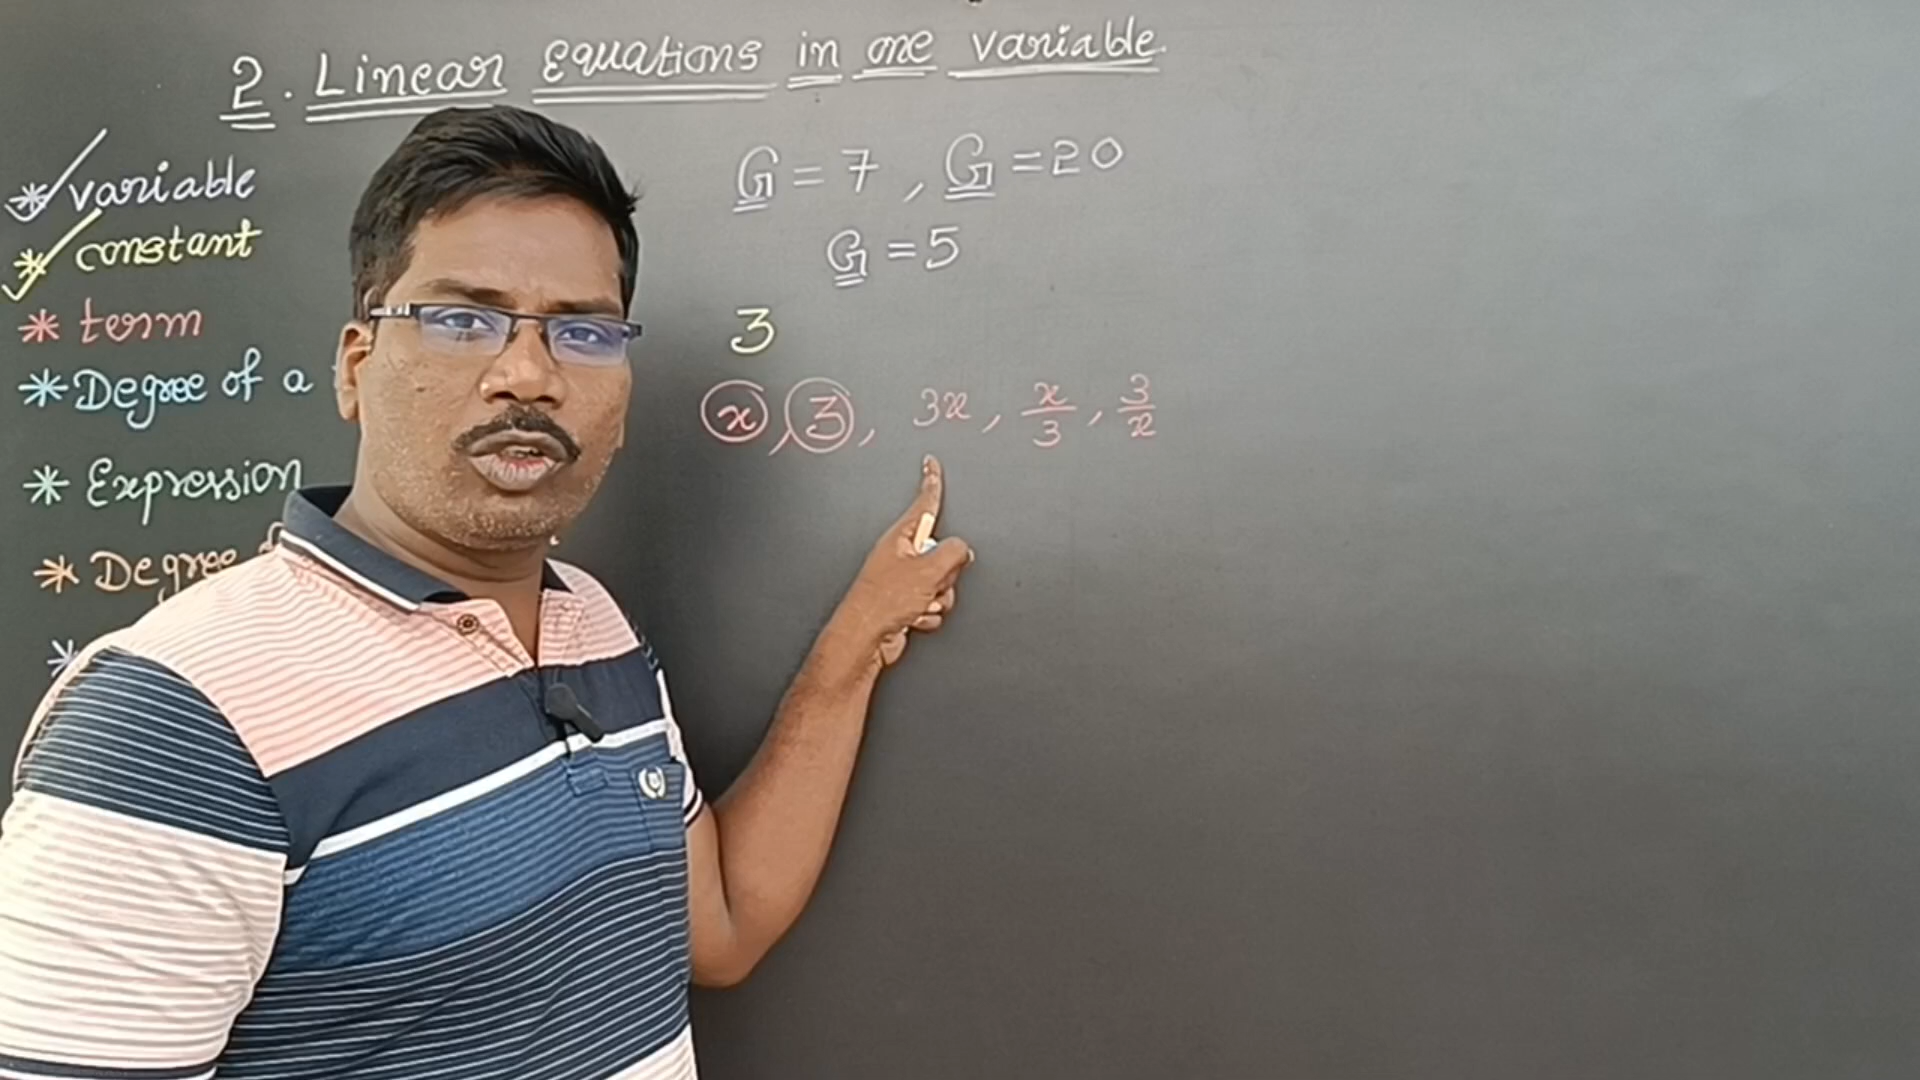 2. Linear Equations in one variable
* variable
* constant
* term
* Degree of a
* Expression
* Degree
*
G = 7, G = 20
G = 5
3
x, 3, 3x, x/3, 3/x